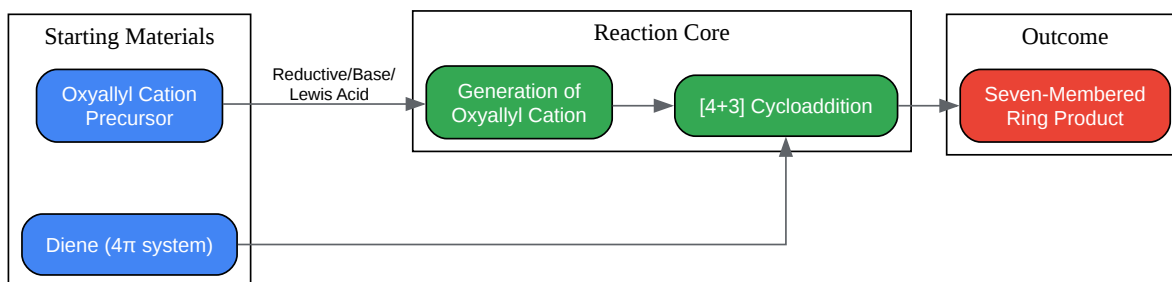 Starting Materials
Oxyallyl Cation
Precursor
Diene (4π system)
Reductive/Base/
Lewis Acid
Reaction Core
Generation of
Oxyallyl Cation
[4+3] Cycloaddition
Outcome
Seven-Membered
Ring Product